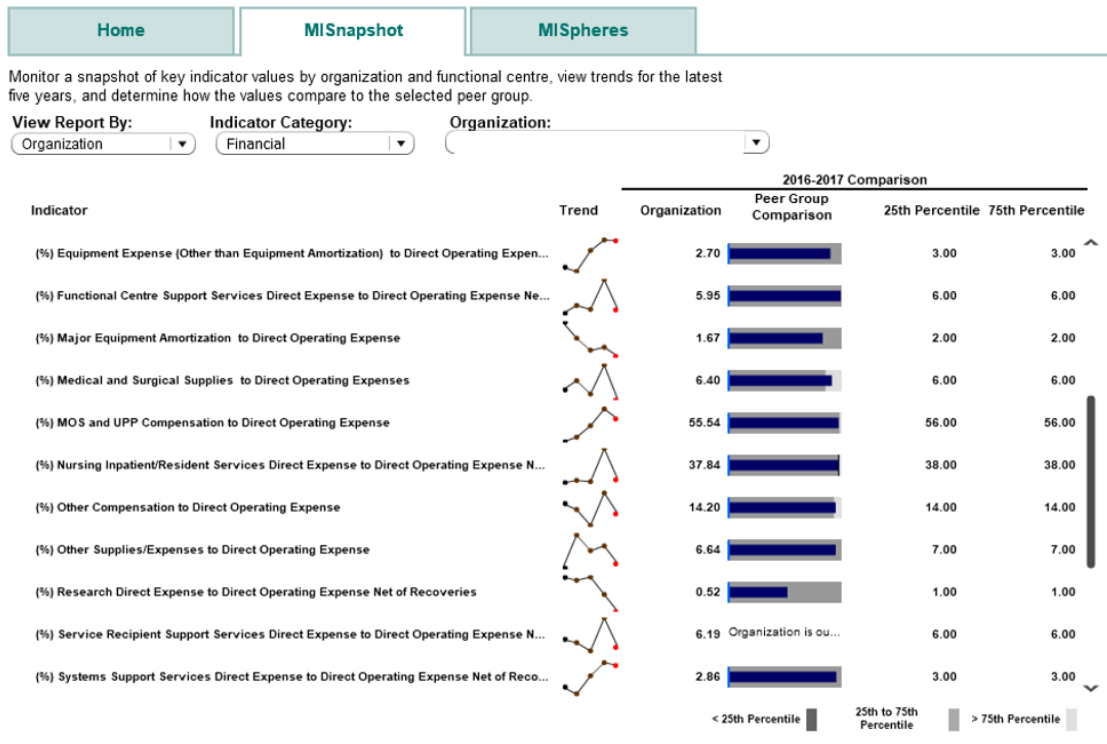 Home MISnapshot MISpheres
Monitor a snapshot of key indicator values by organization and functional centre, view trends for the latest
five years, and determine how the values compare to the selected peer group.
View Report By: Indicator Category: Organization:
Organization Financial
2016-2017 Comparison
Indicator Trend Organization Peer Group Comparison 25th Percentile 75th Percentile
(%) Equipment Expense (Other than Equipment Amortization) to Direct Operating Expen... 2.70 3.00 3.00
(%) Functional Centre Support Services Direct Expense to Direct Operating Expense Ne... 5.95 6.00 6.00
(%) Major Equipment Amortization to Direct Operating Expense 1.67 2.00 2.00
(%) Medical and Surgical Supplies to Direct Operating Expenses 6.40 6.00 6.00
(%) MOS and UPP Compensation to Direct Operating Expense 55.54 56.00 56.00
(%) Nursing Inpatient/Resident Services Direct Expense to Direct Operating Expense N... 37.84 38.00 38.00
(%) Other Compensation to Direct Operating Expense 14.20 14.00 14.00
(%) Other Supplies/Expenses to Direct Operating Expense 6.64 7.00 7.00
(%) Research Direct Expense to Direct Operating Expense Net of Recoveries 0.52 1.00 1.00
(%) Service Recipient Support Services Direct Expense to Direct Operating Expense N... 6.19 Organization is ou... 6.00 6.00
(%) Systems Support Services Direct Expense to Direct Operating Expense Net of Reco... 2.86 3.00 3.00
< 25th Percentile 25th to 75th Percentile > 75th Percentile